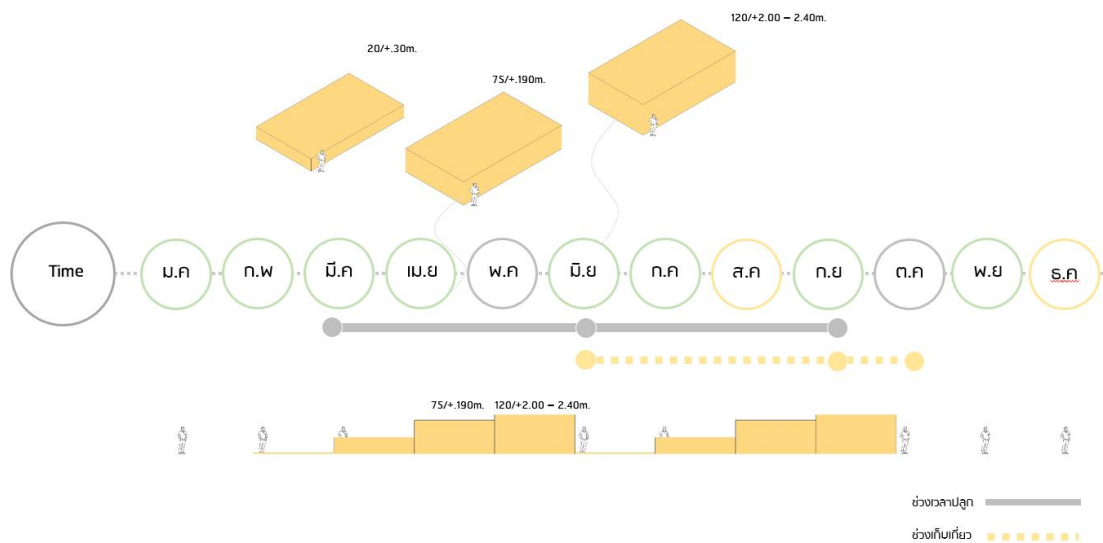 120/+2.00 – 2.40m.
20/+.30m.
75/+.190m.
Time
ม.ค
ก.พ
มี.ค
เม.ย
พ.ค
มิ.ย
ก.ค
ส.ค
ก.ย
ต.ค
พ.ย
ธ.ค
75/+.190m.
120/+2.00 – 2.40m.
ช่วงเวลาปลูก
ช่วงเก็บเกี่ยว